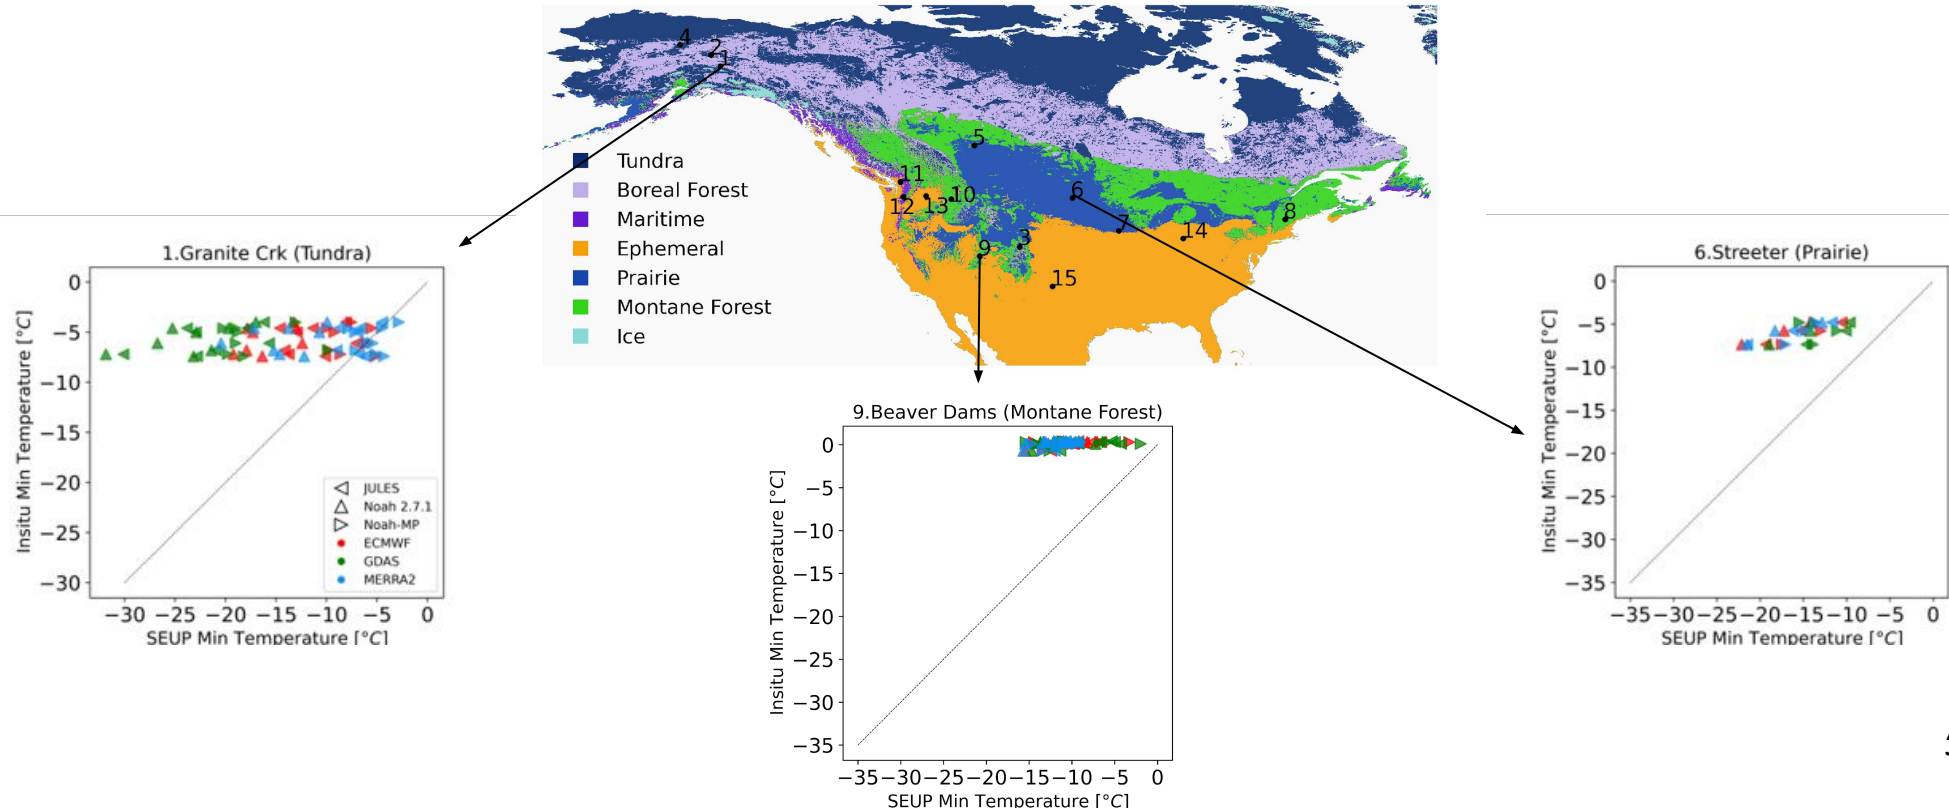 4
2
1
5
11
10
12
13
6
7
8
14
3
9
15
Tundra
Boreal Forest
Maritime
Ephemeral
Prairie
Montane Forest
Ice
1.Granite Crk (Tundra)
0
−5
−10
−15
−20
−25
−30
Insitu Min Temperature [°C]
JULES
Noah 2.7.1
Noah-MP
ECMWF
GDAS
MERRA2
−30 −25 −20 −15 −10 −5 0
SEUP Min Temperature [°C]
9.Beaver Dams (Montane Forest)
0
−5
−10
−15
−20
−25
−30
−35
Insitu Min Temperature [°C]
−35 −30 −25 −20 −15 −10 −5 0
SEUP Min Temperature [°C]
6.Streeter (Prairie)
0
−5
−10
−15
−20
−25
−30
−35
Insitu Min Temperature [°C]
−35 −30 −25 −20 −15 −10 −5 0
SEUP Min Temperature [°C]